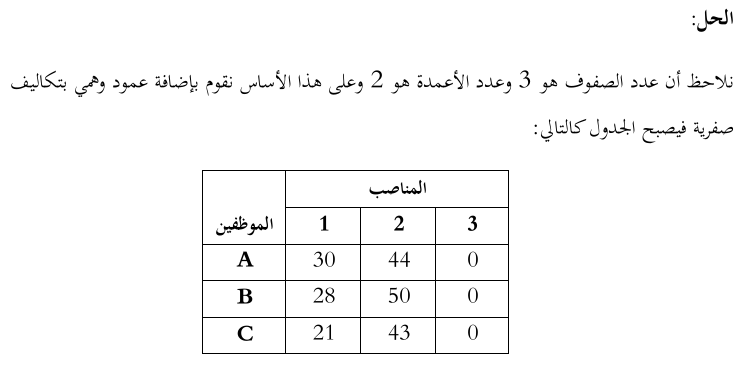 الحل:
نلاحظ أن عدد الصفوف هو 3 وعدد الأعمدة هو 2 وعلى هذا الأساس نقوم بإضافة عمود وهمي بتكاليف
صفرية فيصبح الجدول كالتالي:
المناصب
الموظفين 1 2 3
A 30 44 0
B 28 50 0
C 21 43 0